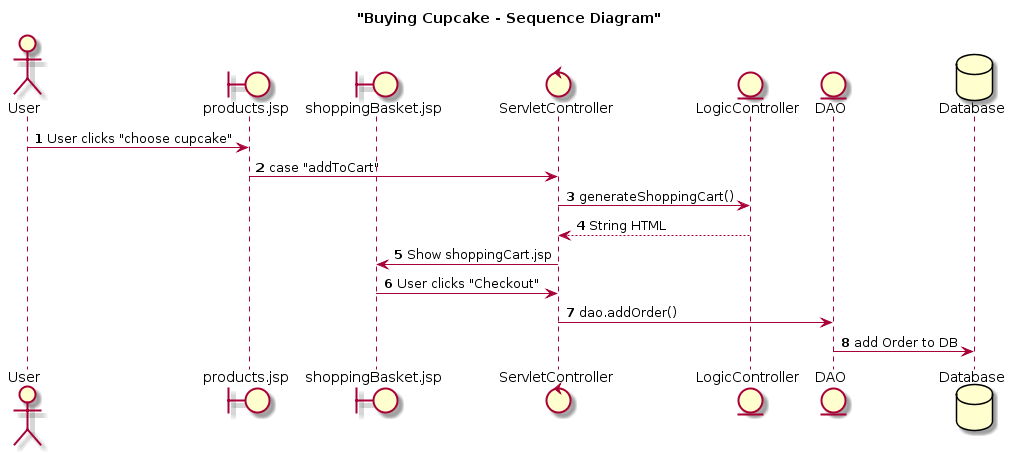 "Buying Cupcake - Sequence Diagram"
User
products.jsp
shoppingBasket.jsp
ServletController
LogicController
DAO
Database
1 User clicks "choose cupcake"
2 case "addToCart"
3 generateShoppingCart()
4 String HTML
5 Show shoppingCart.jsp
6 User clicks "Checkout"
7 dao.addOrder()
8 add Order to DB
User
products.jsp
shoppingBasket.jsp
ServletController
LogicController
DAO
Database